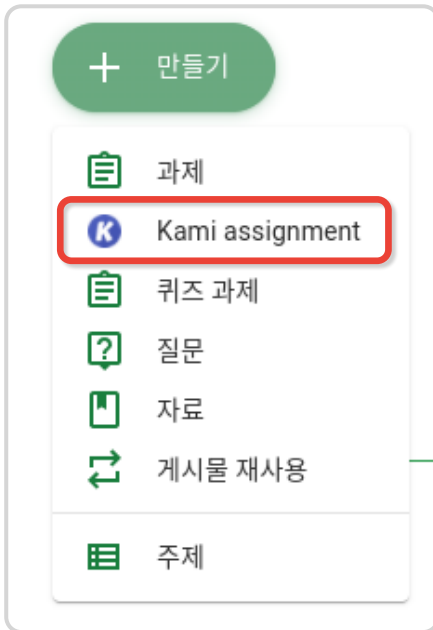 만들기
과제
Kami assignment
퀴즈 과제
질문
자료
게시물 재사용
주제